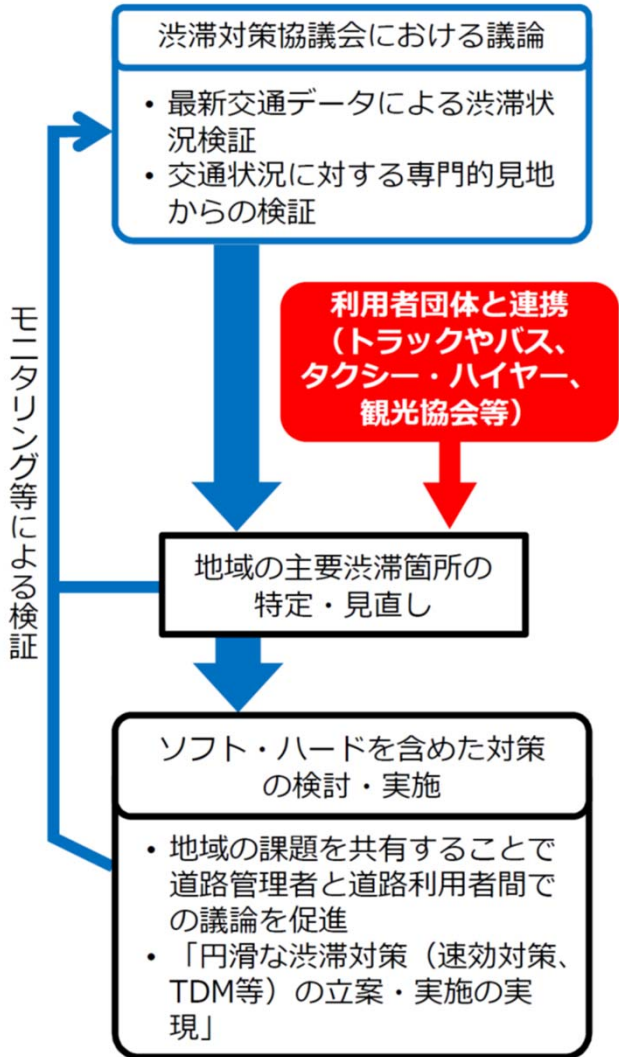 渋滞対策協議会における議論
• 最新交通データによる渋滞状
況検証
• 交通状況に対する専門的見地
からの検証
利用者団体と連携
（トラックやバス、
タクシー・ハイヤー、
観光協会等）
モニタリング等による検証
地域の主要渋滞箇所の
特定・見直し
ソフト・ハードを含めた対策
の検討・実施
• 地域の課題を共有することで
道路管理者と道路利用者間で
の議論を促進
• 「円滑な渋滞対策（速効対策、
TDM等）の立案・実施の実
現」